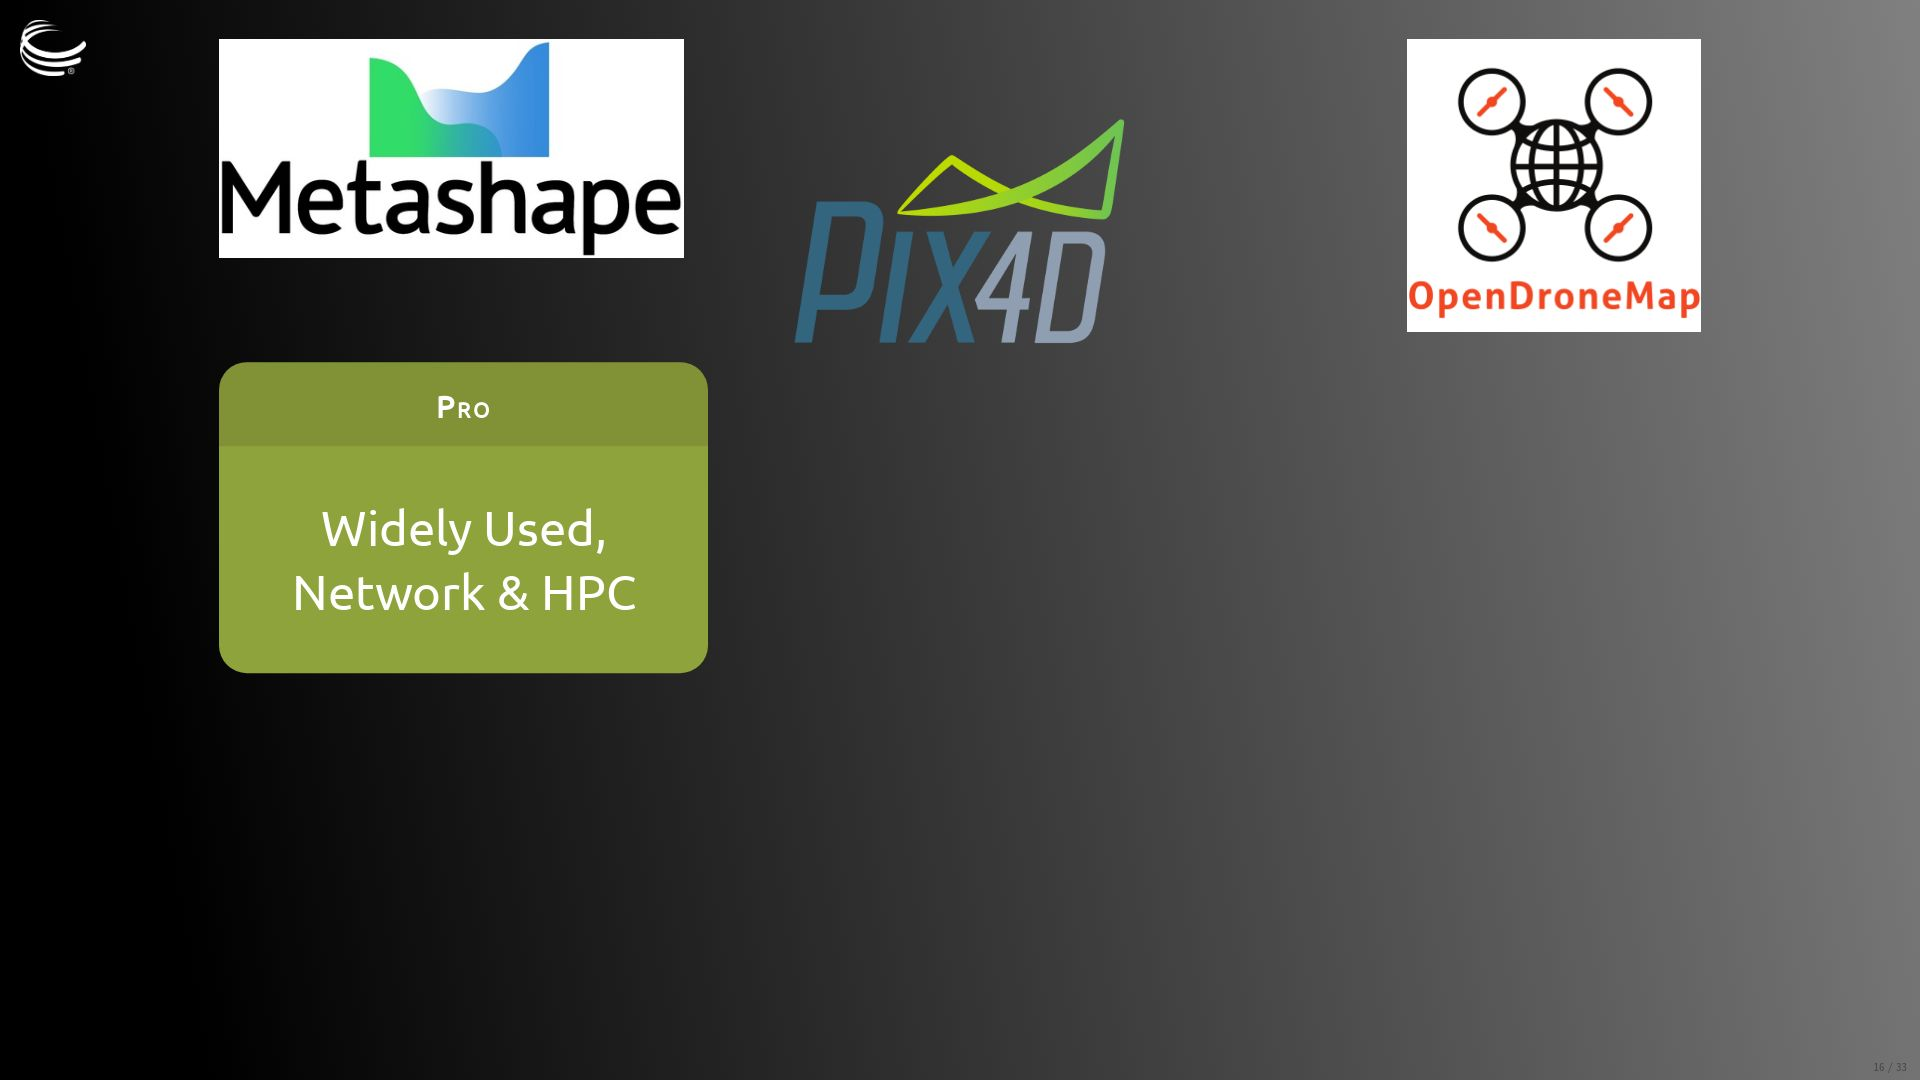 Metashape
PIX4D
OpenDroneMap
Pro
Widely Used,
Network & HPC
16 / 33